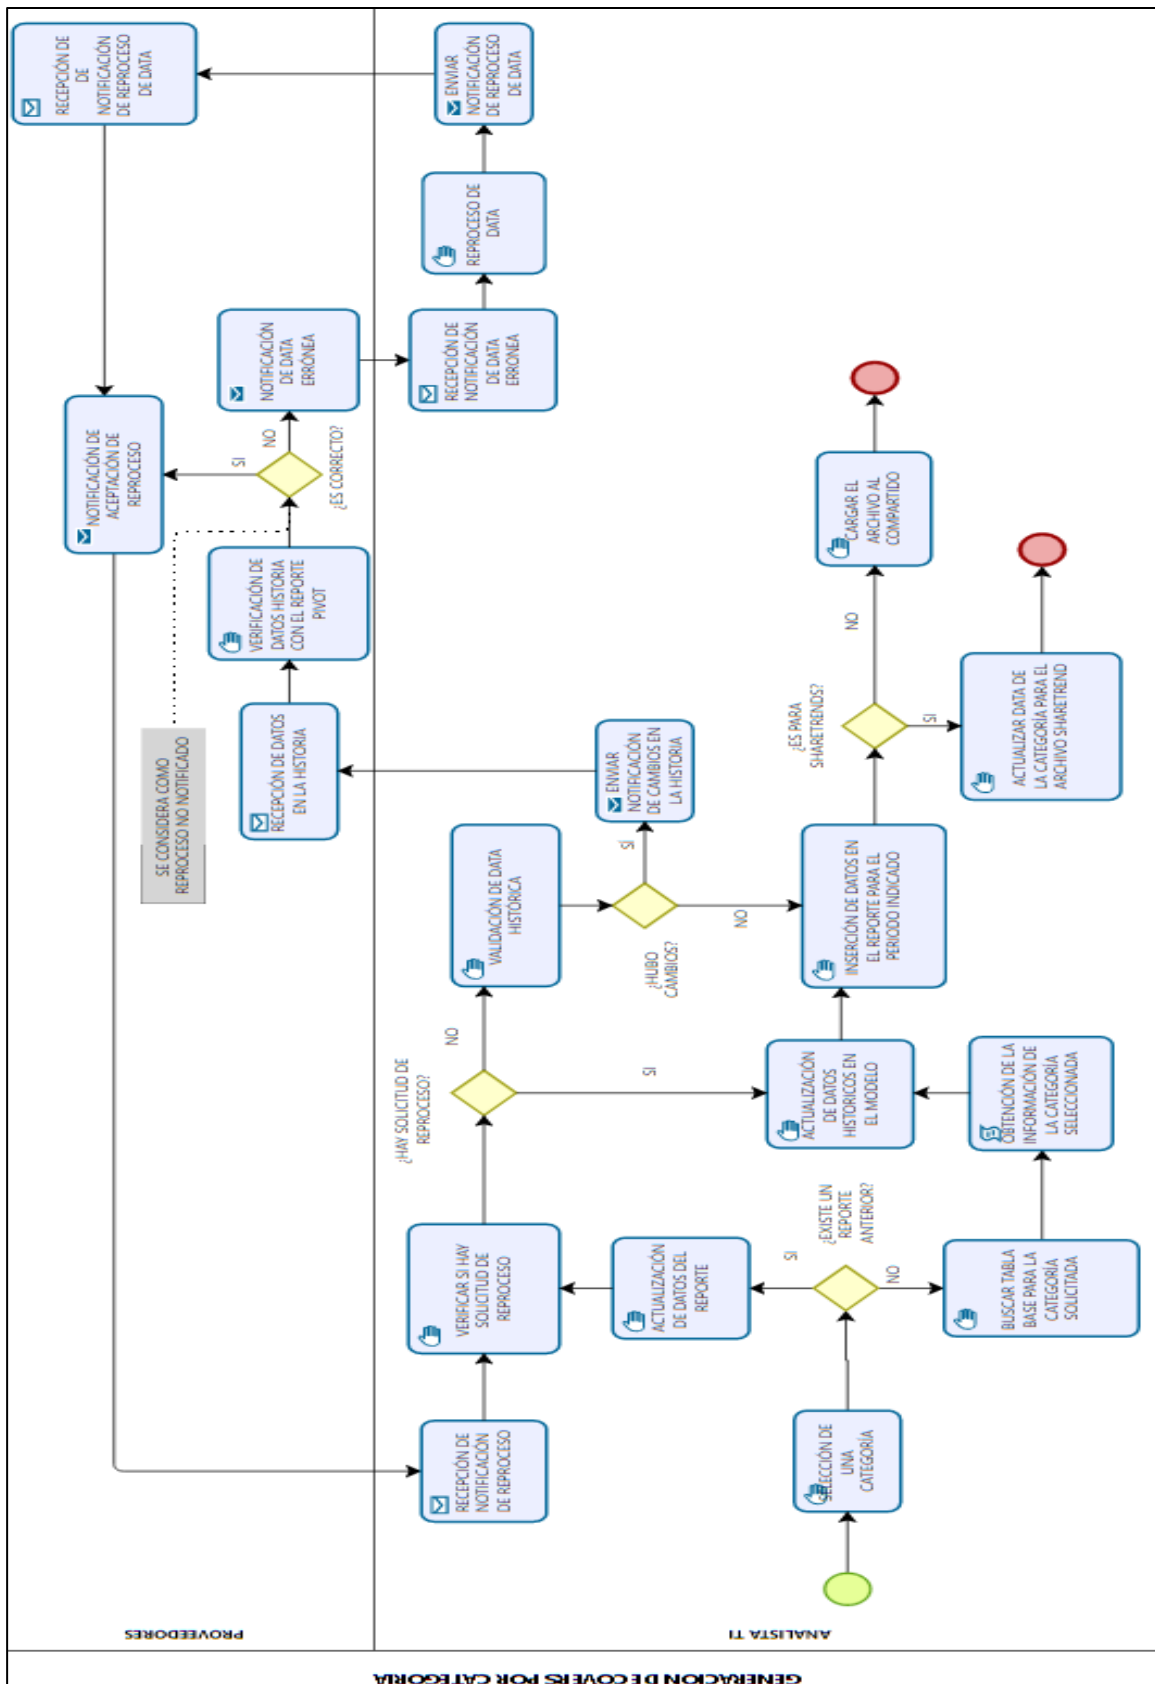 GENERACION DE COVERS POR CATEGORIA
PROVEEDORES
RECEPCIÓN DE
DE
NOTIFICACIÓN
DE REPROCESO
DE DATA
NOTIFICACIÓN DE
ACEPTACIÓN DE
REPROCESO
SE CONSIDERA COMO
REPROCESO NO NOTIFICADO
RECEPCIÓN DE DATOS
EN LA HISTORIA
VERIFICACIÓN DE
DATOS HISTORIA
CON EL REPORTE
PIVOT
SI
NO
¿ES CORRECTO?
NOTIFICACIÓN
DE DATA
ERRÓNEA
ANALISTA TI
RECEPCIÓN DE
NOTIFICACIÓN
DE REPROCESO
VERIFICAR SI HAY
SOLICITUD DE
REPROCESO
¿HAY SOLICITUD DE
REPROCESO?
NO
SI
VALIDACIÓN DE DATA
HISTÓRICA
RECEPCIÓN DE
NOTIFICACIÓN
DE DATA
ERRONEA
REPROCESO DE
DATA
ENVIAR
NOTIFICACIÓN
DE REPROCESO
DE DATA
¿HUBO
CAMBIOS?
SI
NO
ENVIAR
NOTIFICACIÓN
DE CAMBIOS EN
LA HISTORIA
ACTUALIZACIÓN
DE DATOS DEL
REPORTE
SELECCIÓN DE
UNA
CATEGORÍA
¿EXISTE UN
REPORTE
ANTERIOR?
SI
NO
ACTUALIZACIÓN
DE DATOS
HISTORICOS EN
EL MODELO
INSERCIÓN DE DATOS EN
EL REPORTE PARA EL
PERIODO INDICADO
¿ES PARA
SHARETRENDS?
NO
SI
CARGAR EL
ARCHIVO AL
COMPARTIDO
BUSCAR TABLA
BASE PARA LA
CATEGORÍA
SOLICITADA
OBTENCIÓN DE LA
INFORMACIÓN DE
LA CATEGORÍA
SELECCIONADA
ACTUALIZAR DATA DE
LA CATEGORÍA PARA EL
ARCHIVO SHARETREND